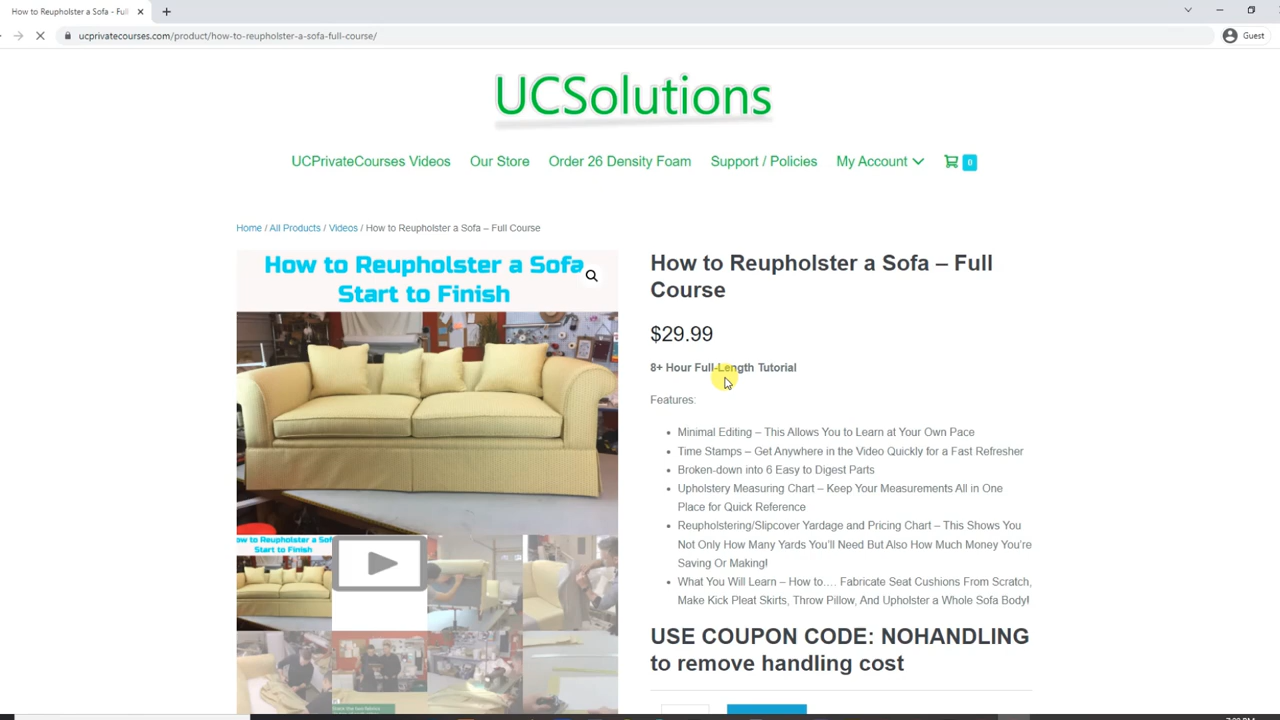 How to Reupholster a Sofa - Full
ucprivatecourses.com/product/how-to-reupholster-a-sofa-full-course/
Guest
UCSolutions
UCPrivateCourses Videos Our Store Order 26 Density Foam Support / Policies My Account 0
Home / All Products / Videos / How to Reupholster a Sofa – Full Course
How to Reupholster a Sofa
Start to Finish
How to Reupholster a Sofa – Full
Course
$29.99
8+ Hour Full-Length Tutorial
Features:
Minimal Editing – This Allows You to Learn at Your Own Pace
Time Stamps – Get Anywhere in the Video Quickly for a Fast Refresher
Broken-down into 6 Easy to Digest Parts
Upholstery Measuring Chart – Keep Your Measurements All in One
Place for Quick Reference
Reupholstering/Slipcover Yardage and Pricing Chart – This Shows You
Not Only How Many Yards You'll Need But Also How Much Money You're
Saving Or Making!
What You Will Learn – How to…. Fabricate Seat Cushions From Scratch,
Make Kick Pleat Skirts, Throw Pillow, And Upholster a Whole Sofa Body!
USE COUPON CODE: NOHANDLING
to remove handling cost
ow to Reupholster a Sof
Start to Finish